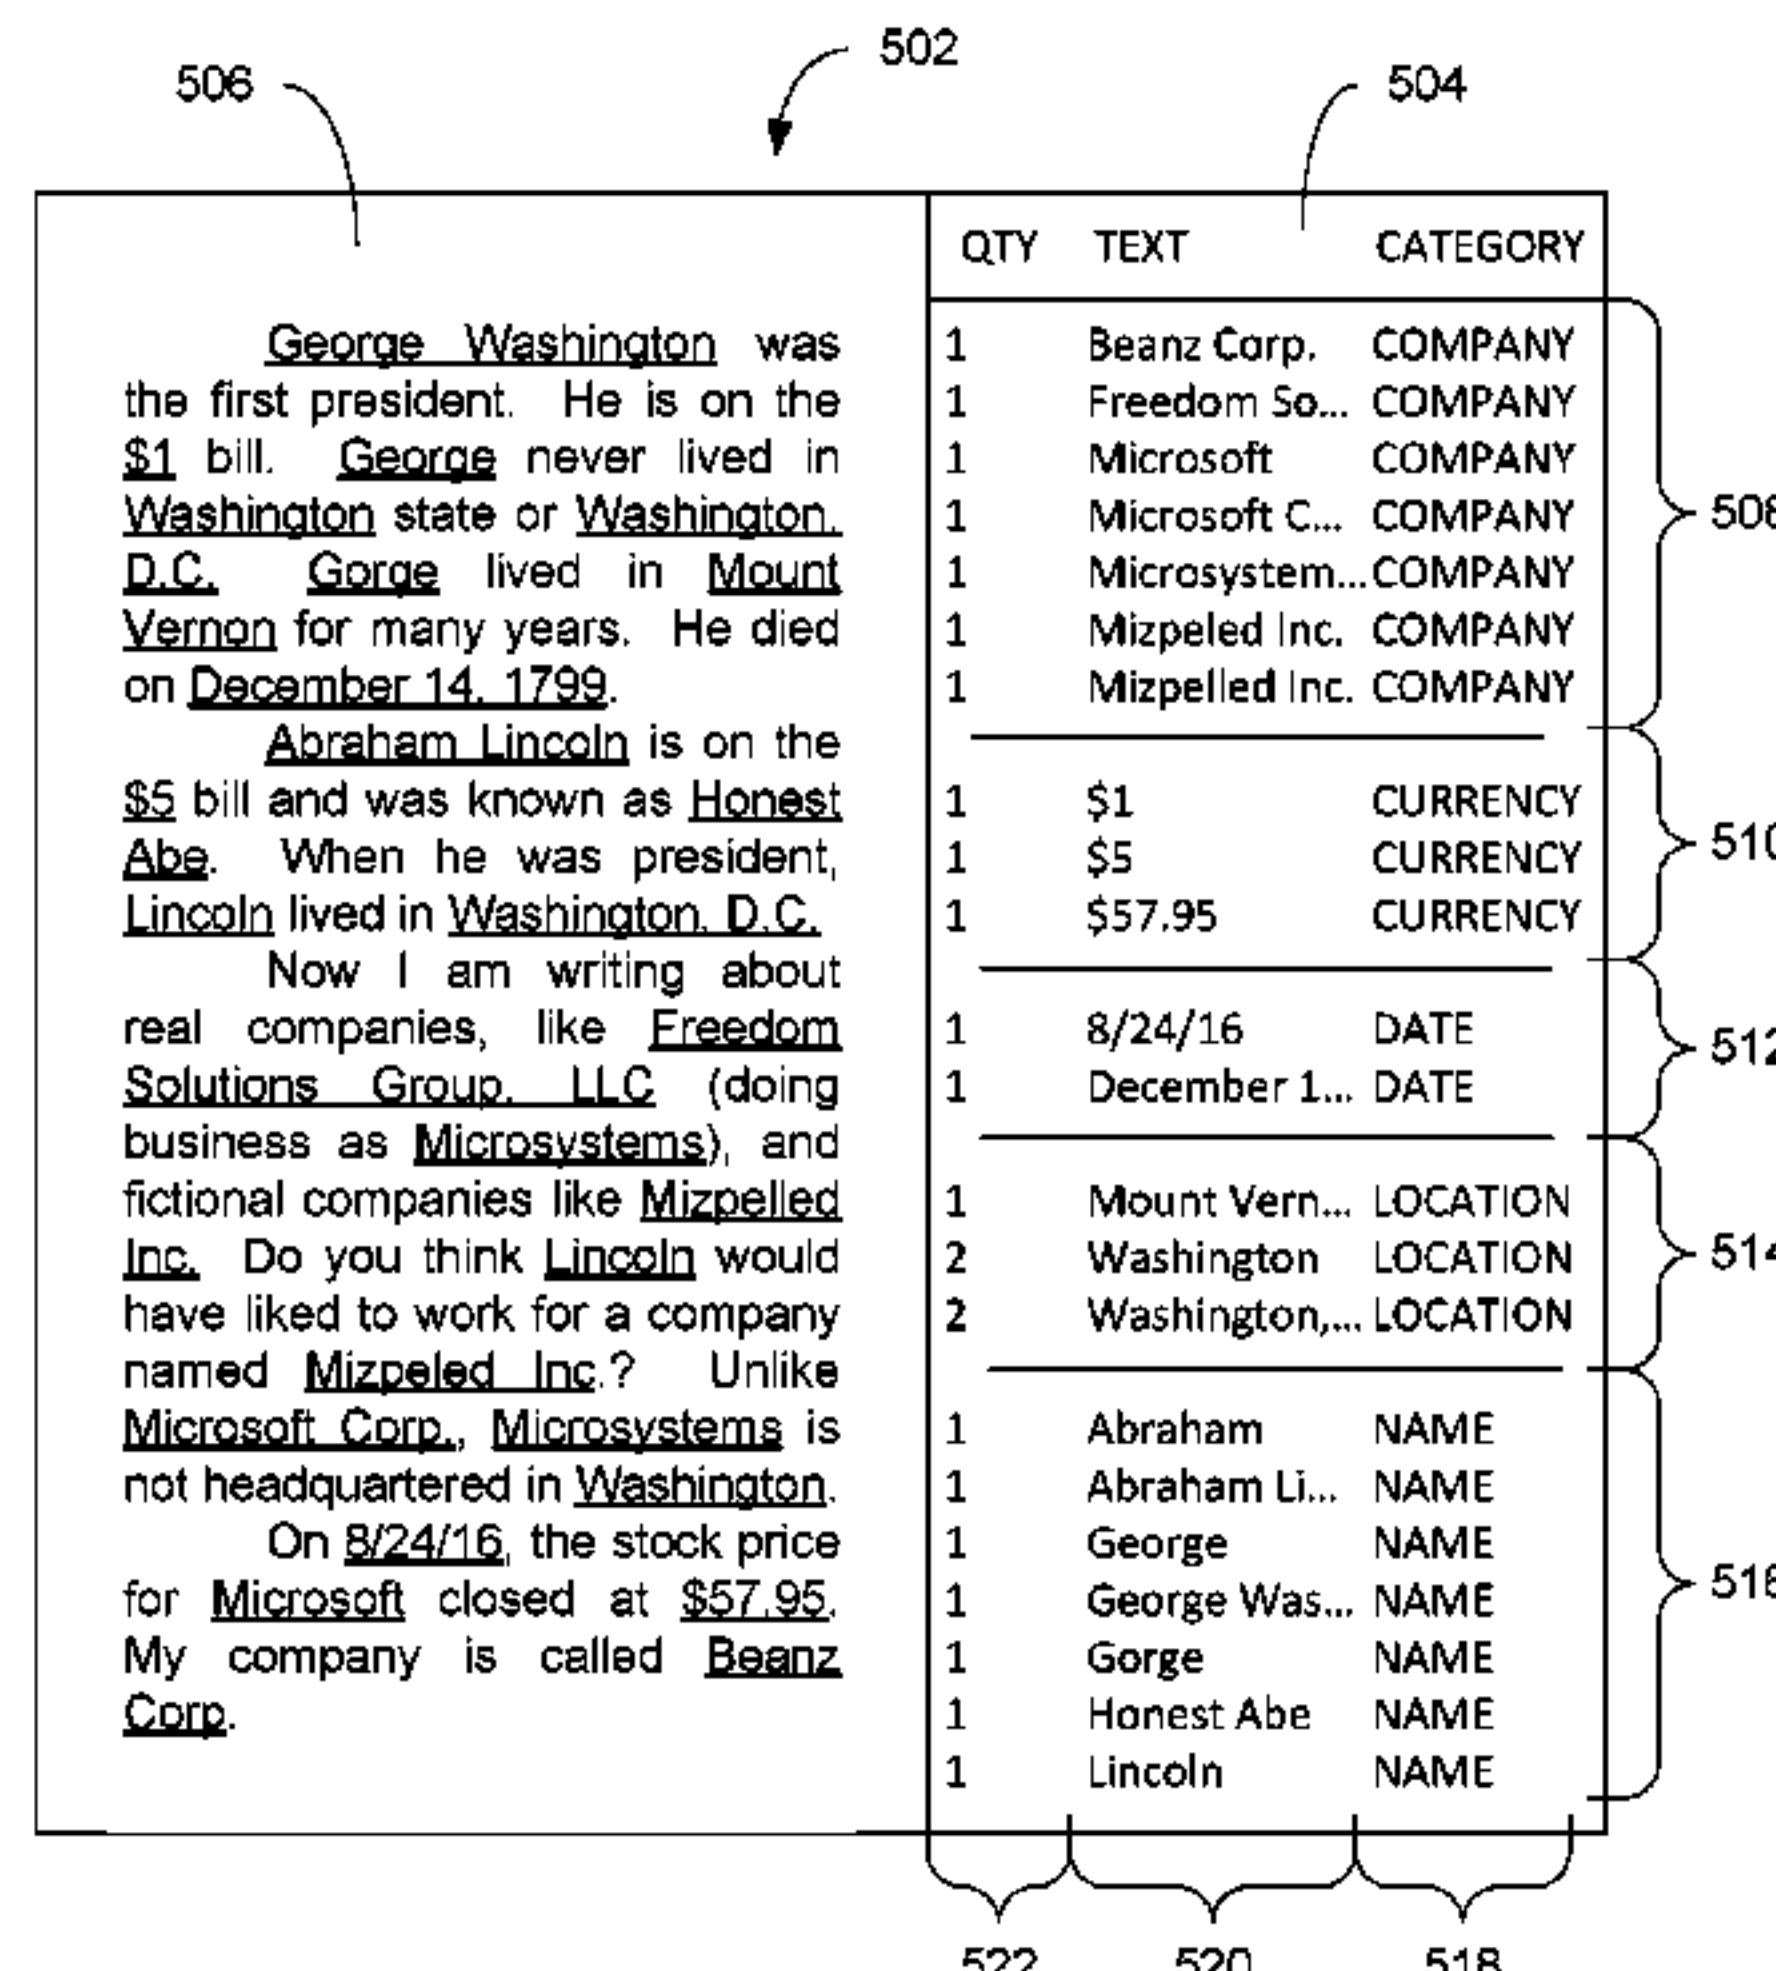 502
506
504
George Washington was
the first president. He is on the
$1 bill. George never lived in
Washington state or Washington,
D.C. Gorge lived in Mount
Vernon for many years. He died
on December 14, 1799.
Abraham Lincoln is on the
$5 bill and was known as Honest
Abe. When he was president,
Lincoln lived in Washington, D.C.
Now I am writing about
real companies, like Freedom
Solutions Group, LLC (doing
business as Microsystems), and
fictional companies like Mizpelled
Inc. Do you think Lincoln would
have liked to work for a company
named Mizpeled Inc.? Unlike
Microsoft Corp., Microsystems is
not headquartered in Washington.
On 8/24/16, the stock price
for Microsoft closed at $57.95.
My company is called Beanz
Corp.
QTY TEXT CATEGORY
1 Beanz Corp. COMPANY
1 Freedom So... COMPANY
1 Microsoft COMPANY
1 Microsoft C... COMPANY
1 Microsystem... COMPANY
1 Mizpeled Inc. COMPANY
1 Mizpelled Inc. COMPANY
508
1 $1 CURRENCY
1 $5 CURRENCY
1 $57.95 CURRENCY
510
1 8/24/16 DATE
1 December 1... DATE
512
1 Mount Vern... LOCATION
2 Washington LOCATION
2 Washington,... LOCATION
514
1 Abraham NAME
1 Abraham Li... NAME
1 George NAME
1 George Was... NAME
1 Gorge NAME
1 Honest Abe NAME
1 Lincoln NAME
516
522 520 518